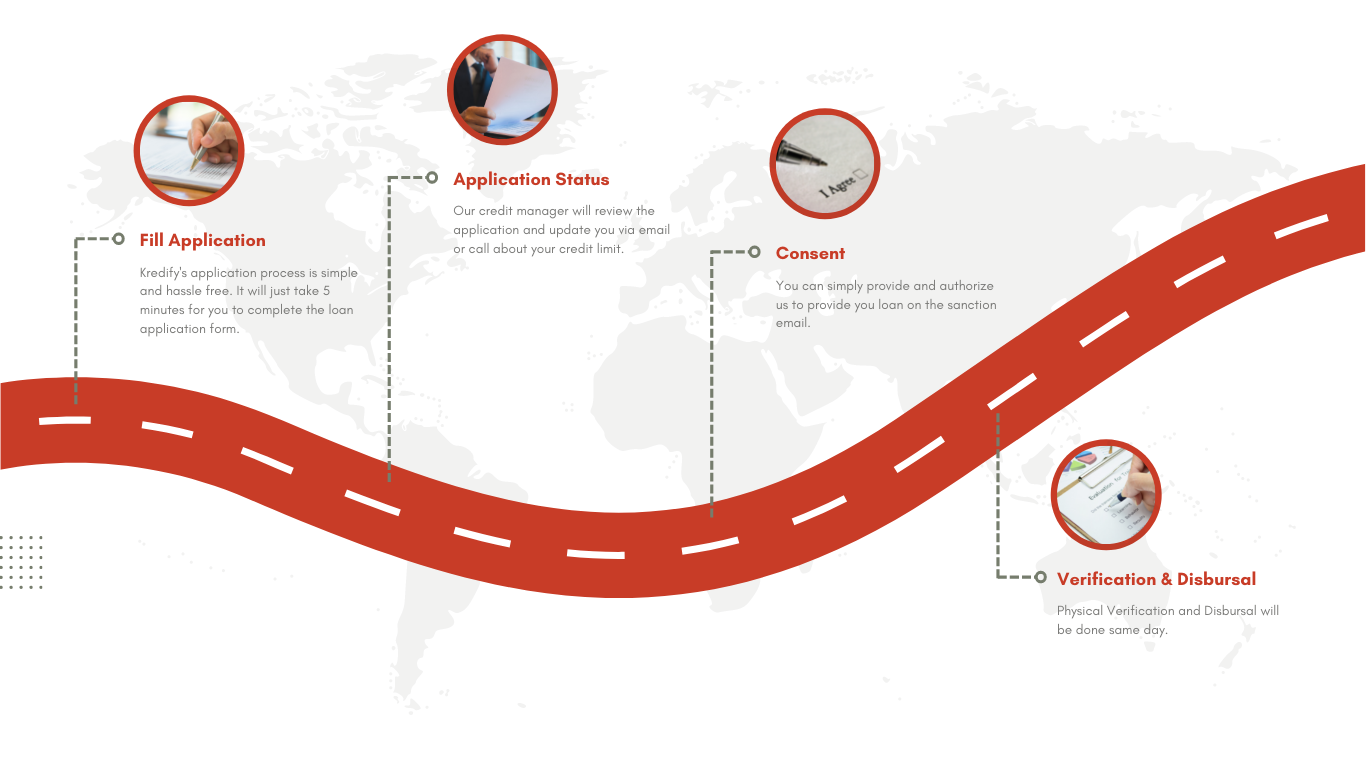 Fill Application
Kredify's application process is simple
and hassle free. It will just take 5
minutes for you to complete the loan
application form.
Application Status
Our credit manager will review the
application and update you via email
or call about your credit limit.
I Agree
Consent
You can simply provide and authorize
us to provide you loan on the sanction
email.
Evaluation
Verification & Disbursal
Physical Verification and Disbursal will
be done same day.